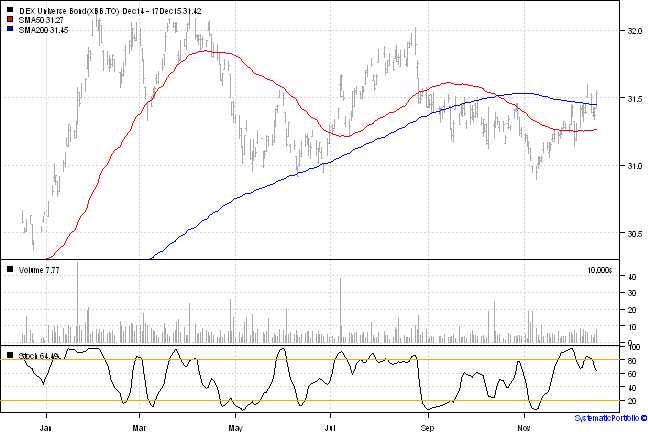 DEX Universe Bond(XBB.TO) Dec14 - 17Dec15 31.42
SMA50 31.27
SMA200 31.45
32.0
31.5
31.0
30.5
Volume 7.77
10,000s
40
30
20
10
0
Stoch 64.49
100
80
60
40
20
Jan
Mar
May
Jul
Sep
Nov
SystematicPortfolio ©